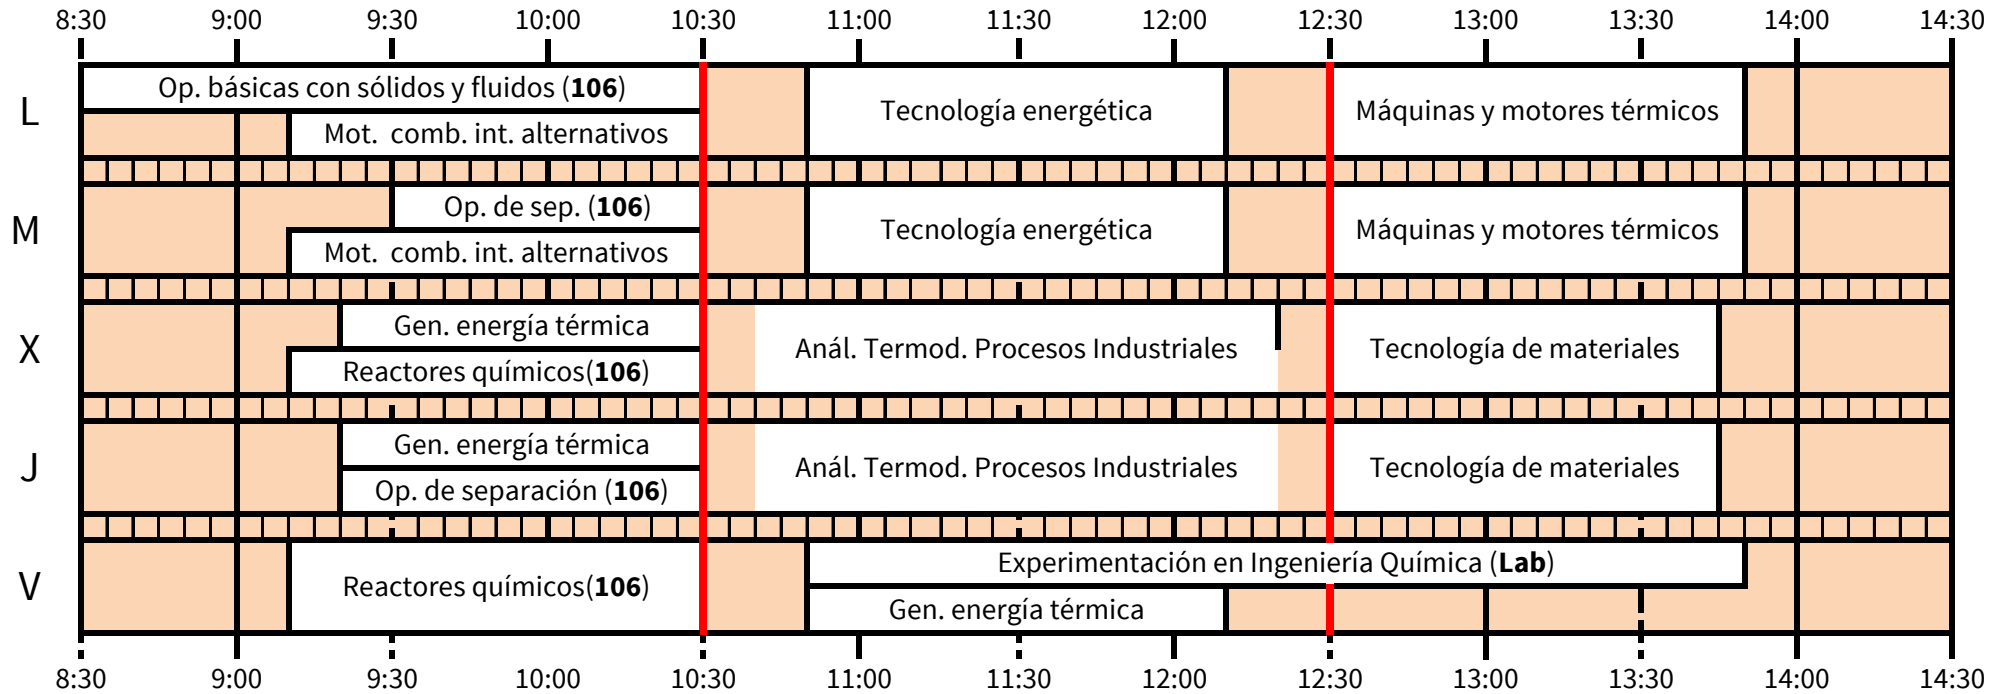 8:30 9:00 9:30 10:00 10:30 11:00 11:30 12:00 12:30 13:00 13:30 14:00 14:30
L
Op. básicas con sólidos y fluidos (106)
Mot. comb. int. alternativos
Tecnología energética
Máquinas y motores térmicos
M
Op. de sep. (106)
Mot. comb. int. alternativos
Tecnología energética
Máquinas y motores térmicos
X
Gen. energía térmica
Reactores químicos(106)
Anál. Termod. Procesos Industriales
Tecnología de materiales
J
Gen. energía térmica
Op. de separación (106)
Anál. Termod. Procesos Industriales
Tecnología de materiales
V
Reactores químicos(106)
Experimentación en Ingeniería Química (Lab)
Gen. energía térmica
8:30 9:00 9:30 10:00 10:30 11:00 11:30 12:00 12:30 13:00 13:30 14:00 14:30